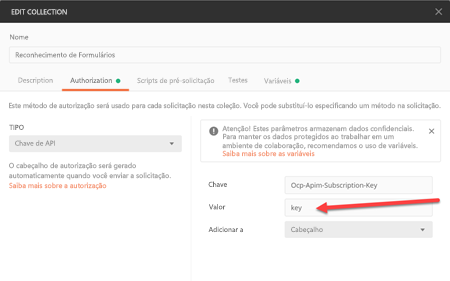 EDIT COLLECTION
Nome
Reconhecimento de Formulários
Description
Authorization
Scripts de pré-solicitação
Testes
Variáveis
Este método de autorização será usado para cada solicitação nesta coleção. Você pode substituí-lo especificando um método na solicitação.
TIPO
Chave de API
O cabeçalho de autorização será gerado
automaticamente quando você enviar a solicitação.
Saiba mais sobre a autorização
Atenção! Estes parâmetros armazenam dados confidenciais.
Para manter os dados protegidos ao trabalhar em um
ambiente de colaboração, recomendamos o uso de variáveis.
Saiba mais sobre as variáveis
Chave
Ocp-Apim-Subscription-Key
Valor
key
Adicionar a
Cabeçalho